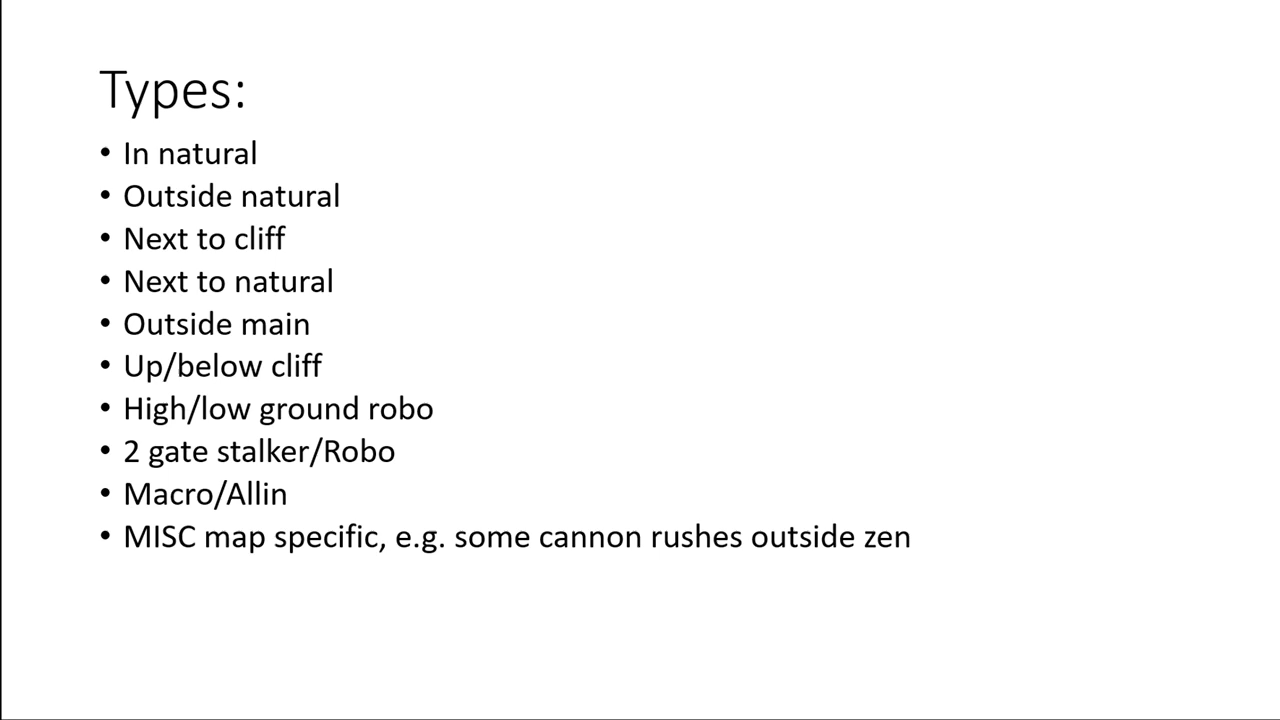 Types:
• In natural
• Outside natural
• Next to cliff
• Next to natural
• Outside main
• Up/below cliff
• High/low ground robo
• 2 gate stalker/Robo
• Macro/Allin
• MISC map specific, e.g. some cannon rushes outside zen